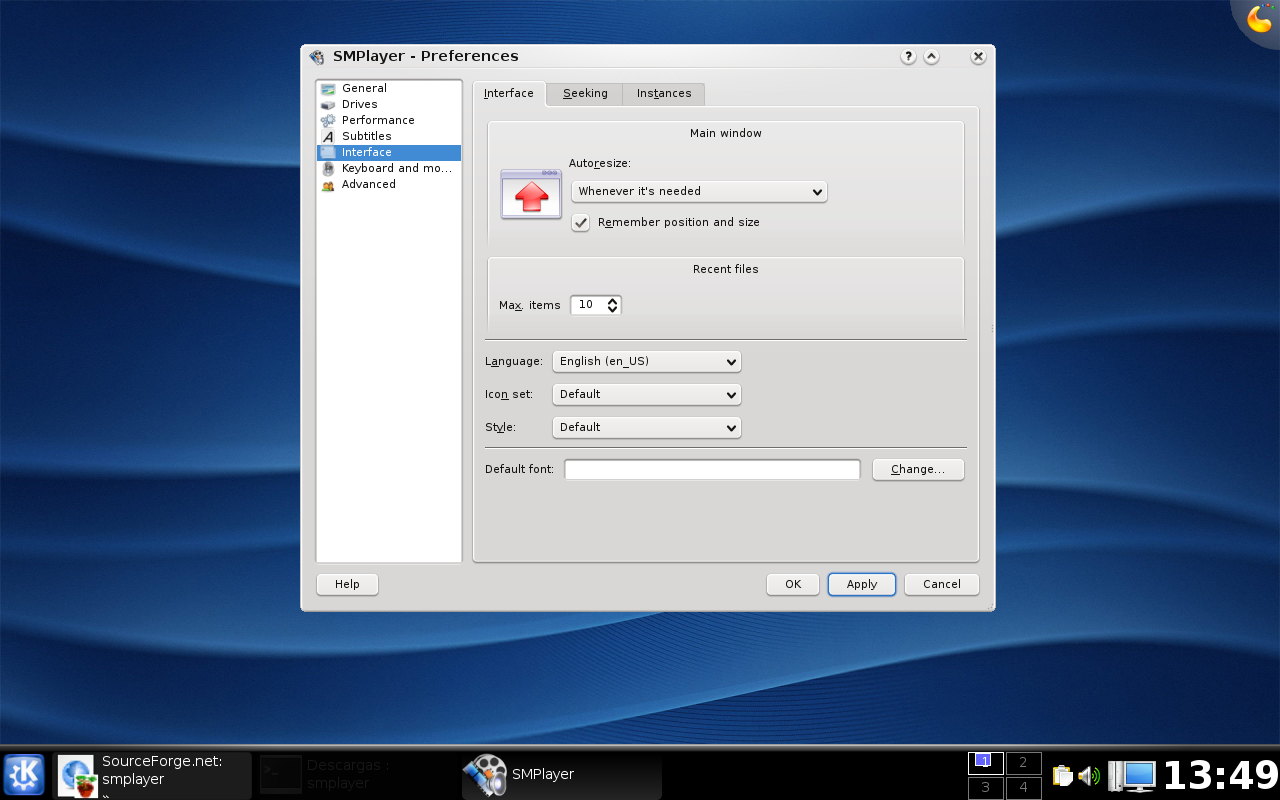 SMPlayer - Preferences
General
Drives
Performance
Subtitles
Interface
Keyboard and mo...
Advanced
Interface
Seeking
Instances
Main window
Autoresize:
Whenever it's needed
Remember position and size
Recent files
Max. items 10
Language: English (en_US)
Icon set: Default
Style: Default
Default font: Change...
Help
OK
Apply
Cancel
SourceForge.net:
smplayer
»
Descargas :
smplayer
SMPlayer
1 2
3 4
13:49